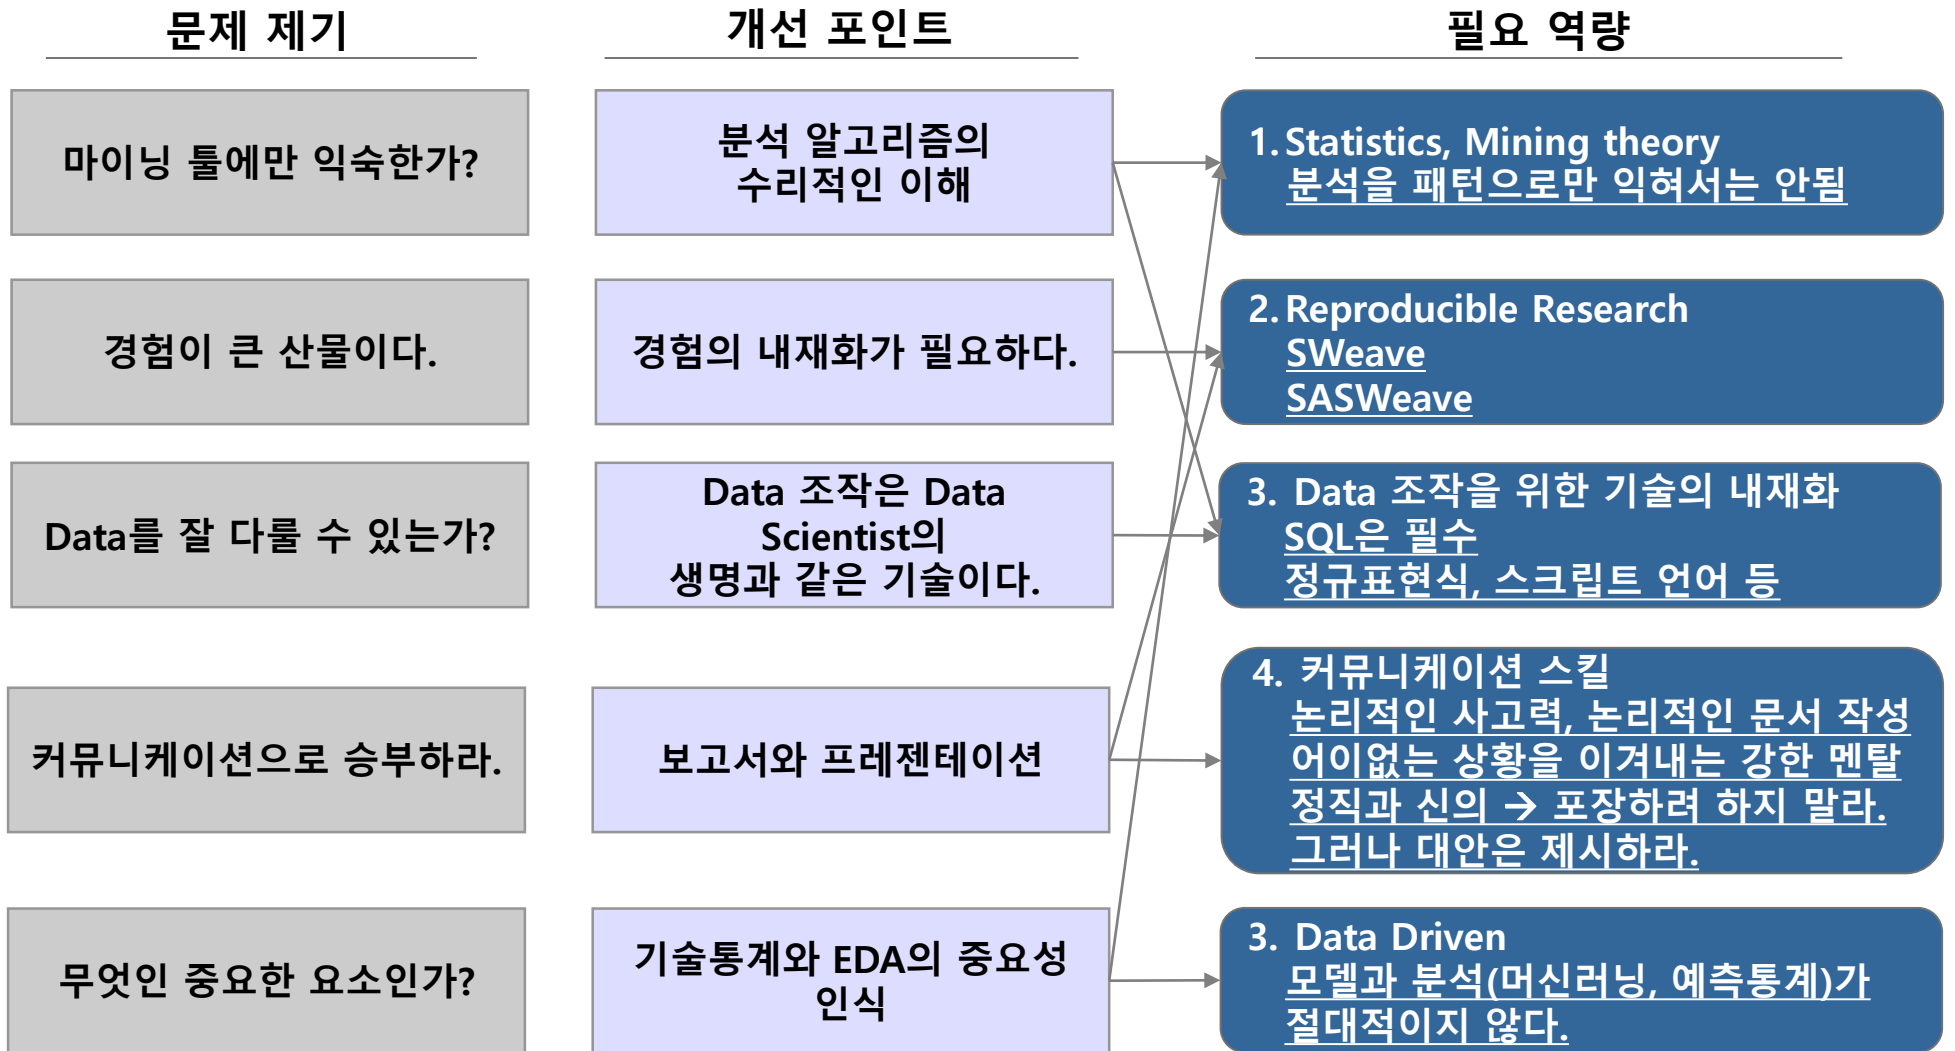 문제 제기
개선 포인트
필요 역량
마이닝 툴에만 익숙한가?
분석 알고리즘의
수리적인 이해
1. Statistics, Mining theory
분석을 패턴으로만 익혀서는 안됨
경험이 큰 산물이다.
경험의 내재화가 필요하다.
2. Reproducible Research
SWeave
SASWeave
Data를 잘 다룰 수 있는가?
Data 조작은 Data
Scientist의
생명과 같은 기술이다.
3. Data 조작을 위한 기술의 내재화
SQL은 필수
정규표현식, 스크립트 언어 등
커뮤니케이션으로 승부하라.
보고서와 프레젠테이션
4. 커뮤니케이션 스킬
논리적인 사고력, 논리적인 문서 작성
어이없는 상황을 이겨내는 강한 멘탈
정직과 신의 → 포장하려 하지 말라.
그러나 대안은 제시하라.
무엇인 중요한 요소인가?
기술통계와 EDA의 중요성
인식
3. Data Driven
모델과 분석(머신러닝, 예측통계)가
절대적이지 않다.